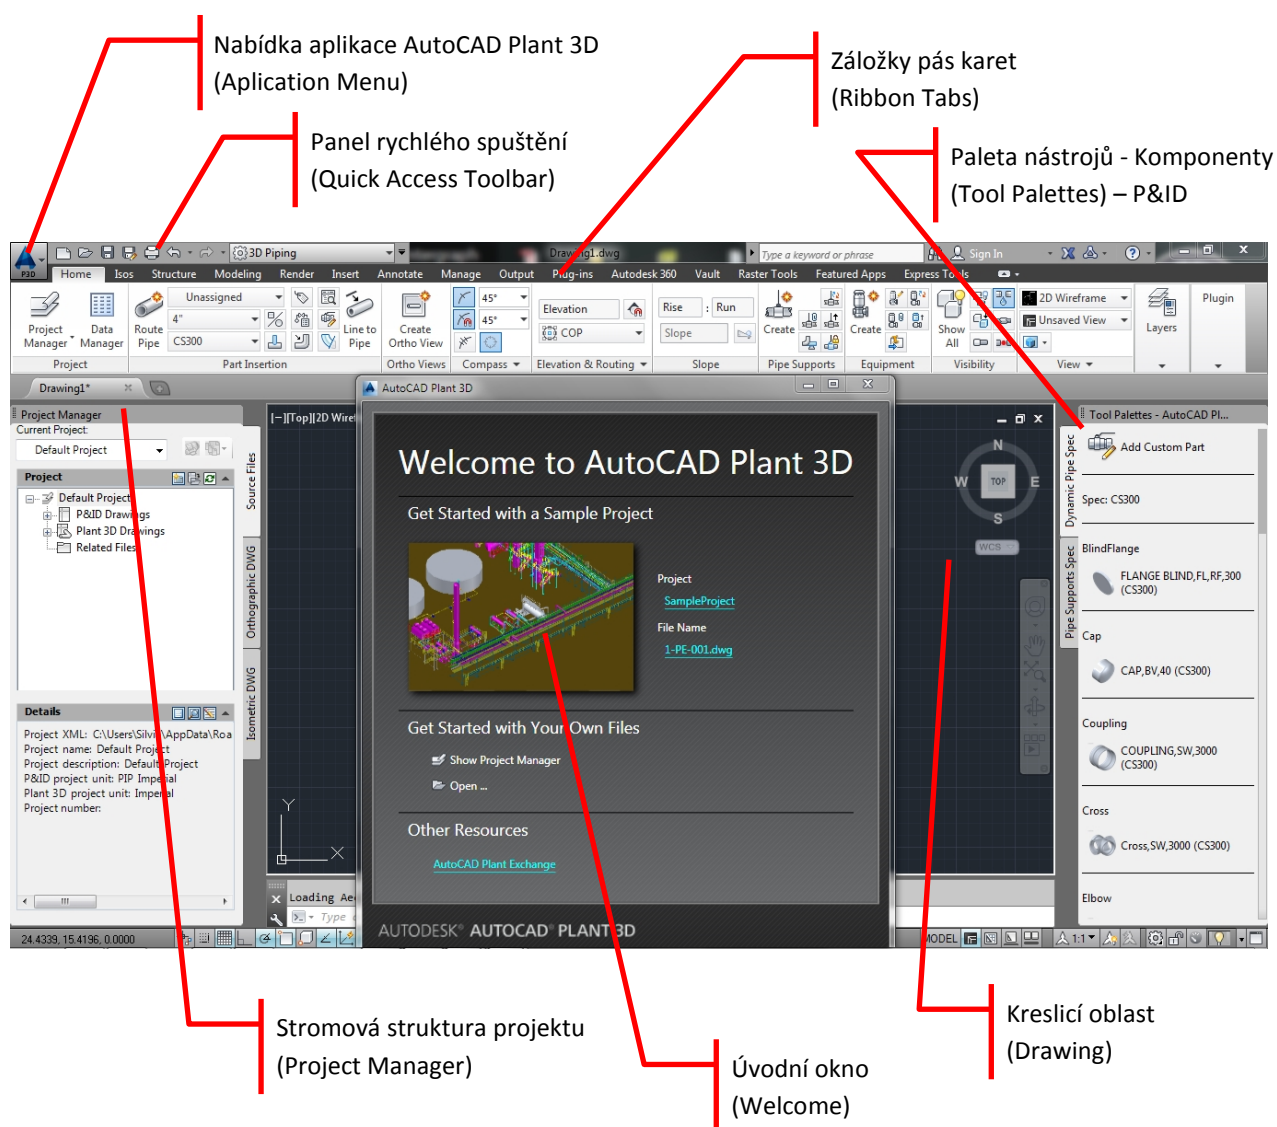 Nabídka aplikace AutoCAD Plant 3D
(Aplication Menu)
Záložky pás karet
(Ribbon Tabs)
Panel rychlého spuštění
(Quick Access Toolbar)
Paleta nástrojů - Komponenty
(Tool Palettes) – P&ID
P3D
3D Piping
Drawing1.dwg
Type a keyword or phrase
Sign In
Home Isos Structure Modeling Render Insert Annotate Manage Output Plug-ins Autodesk 360 Vault Raster Tools Featured Apps Express Tools
Project Manager
Data Manager
Route Pipe
Unassigned
4"
CS300
Line to Pipe
Create Ortho View
45°
45°
Elevation
COP
Rise : Run
Slope
Create
Create
Show All
2D Wireframe
Unsaved View
Layers
Plugin
Project Part Insertion Ortho Views Compass Elevation & Routing Slope Pipe Supports Equipment Visibility View
Drawing1*
Project Manager
Current Project:
Default Project
Project
Default Project
P&ID Drawings
Plant 3D Drawings
Related Files
Source Files
Orthographic DWG
Isometric DWG
Details
Project XML: C:\Users\Silvi \AppData\Roa
Project name: Default Project
Project description: Default Project
P&ID project unit: PIP Imperial
Plant 3D project unit: Imperial
Project number:
[−][Top][2D Wiref
AutoCAD Plant 3D
Welcome to AutoCAD Plant 3D
Get Started with a Sample Project
Project
SampleProject
File Name
1-PE-001.dwg
Get Started with Your Own Files
Show Project Manager
Open ...
Other Resources
AutoCAD Plant Exchange
AUTODESK® AUTOCAD® PLANT 3D
N
W TOP E
S
WCS
Y
X
Loading Aec
Type
Tool Palettes - AutoCAD Pl...
Dynamic Pipe Spec
Pipe Supports Spec
Add Custom Part
Spec: CS300
BlindFlange
FLANGE BLIND,FL,RF,300
(CS300)
Cap
CAP,BV,40 (CS300)
Coupling
COUPLING,SW,3000
(CS300)
Cross
Cross,SW,3000 (CS300)
Elbow
24.4339, 15.4196, 0.0000
MODEL
1:1
Stromová struktura projektu
(Project Manager)
Úvodní okno
(Welcome)
Kreslicí oblast
(Drawing)